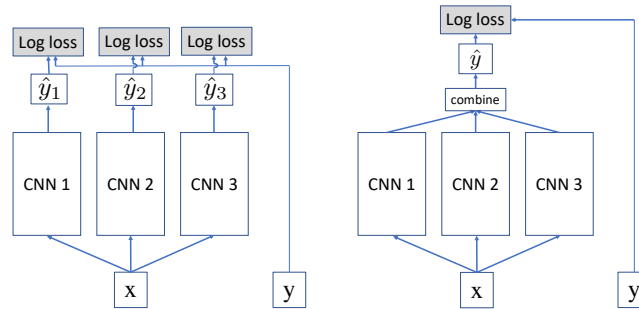 Log loss Log loss Log loss
ŷ₁ ŷ₂ ŷ₃
CNN 1 CNN 2 CNN 3
x y
Log loss
ŷ
combine
CNN 1 CNN 2 CNN 3
x y